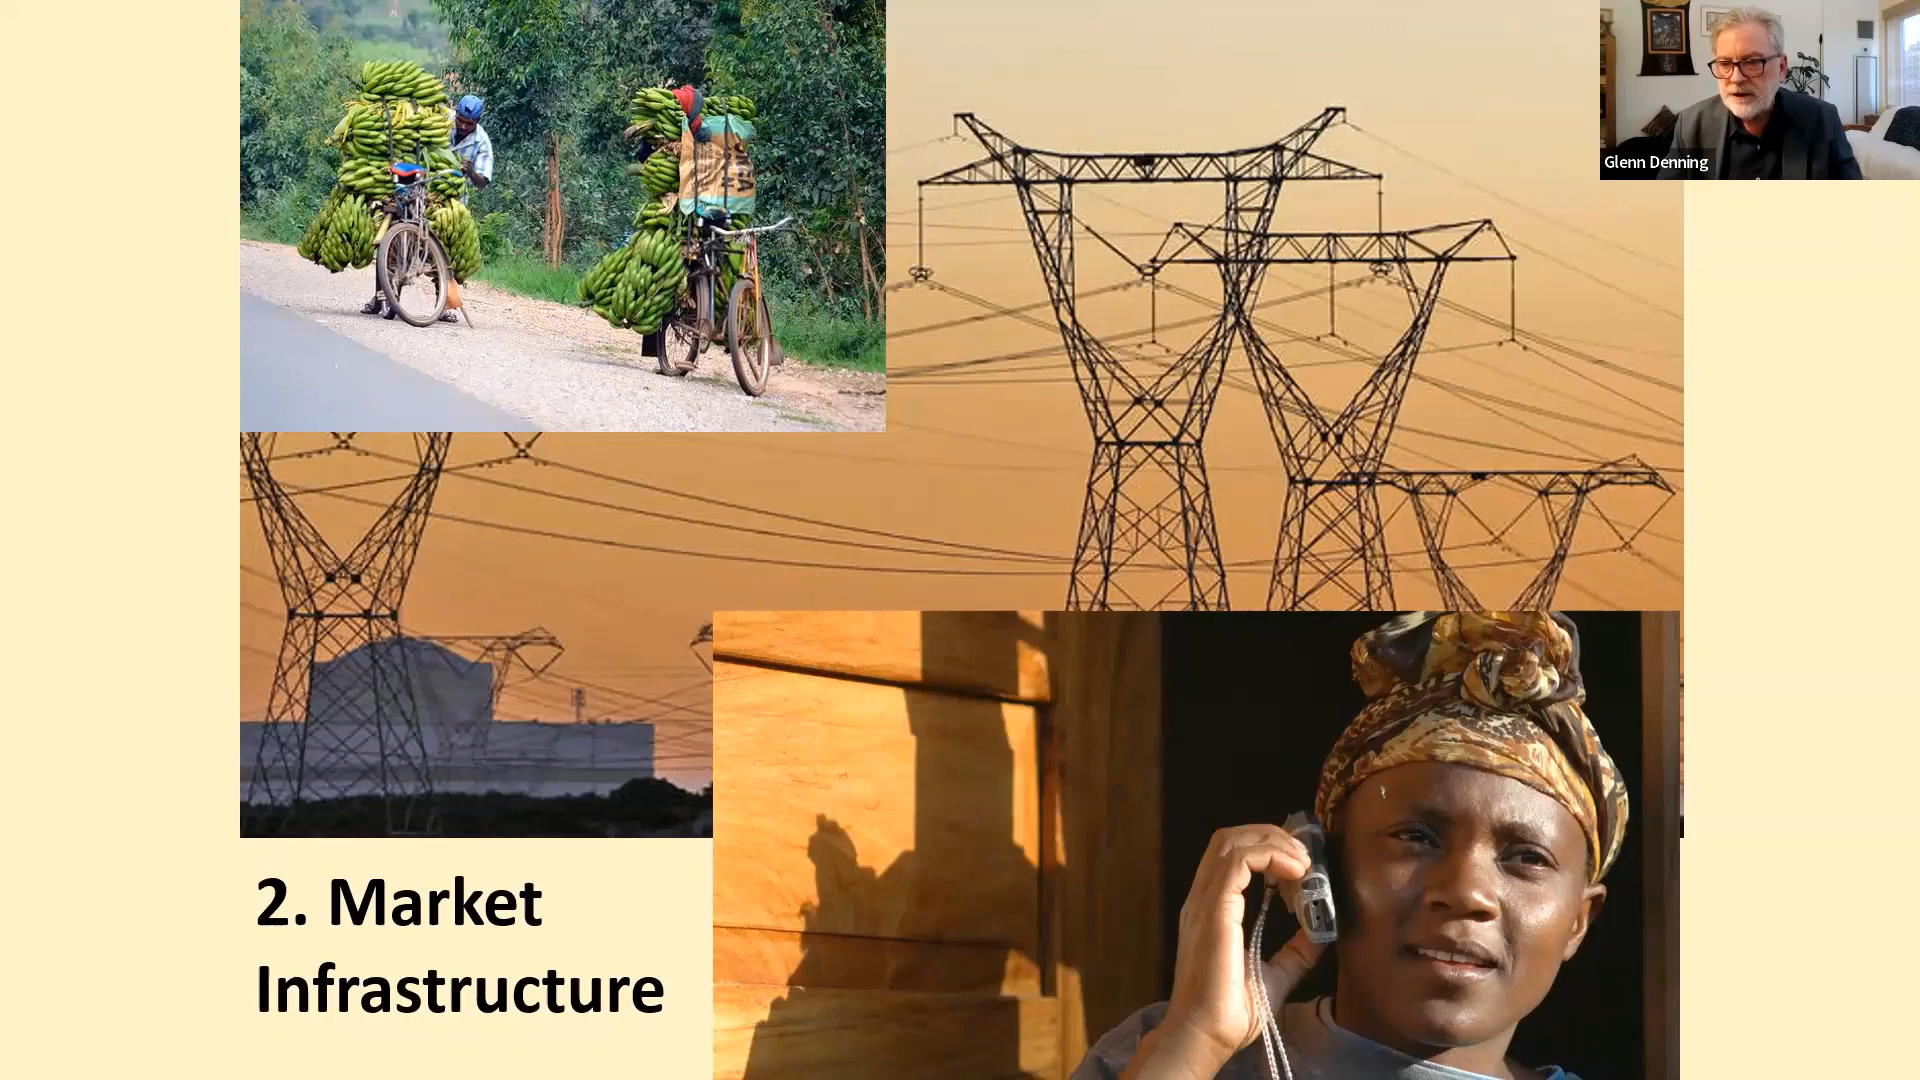 Glenn Denning
2. Market
Infrastructure